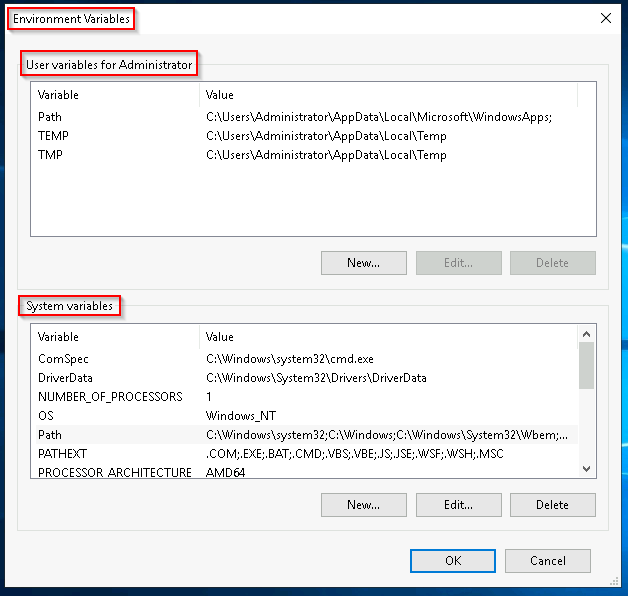 Environment Variables
User variables for Administrator
Variable Value
Path C:\Users\Administrator\AppData\Local\Microsoft\WindowsApps;
TEMP C:\Users\Administrator\AppData\Local\Temp
TMP C:\Users\Administrator\AppData\Local\Temp
New... Edit... Delete
System variables
Variable Value
ComSpec C:\Windows\system32\cmd.exe
DriverData C:\Windows\System32\Drivers\DriverData
NUMBER_OF_PROCESSORS 1
OS Windows_NT
Path C:\Windows\system32;C:\Windows;C:\Windows\System32\Wbem;...
PATHEXT .COM;.EXE;.BAT;.CMD;.VBS;.VBE;.JS;.JSE;.WSF;.WSH;.MSC
PROCESSOR_ARCHITECTURE AMD64
New... Edit... Delete
OK Cancel